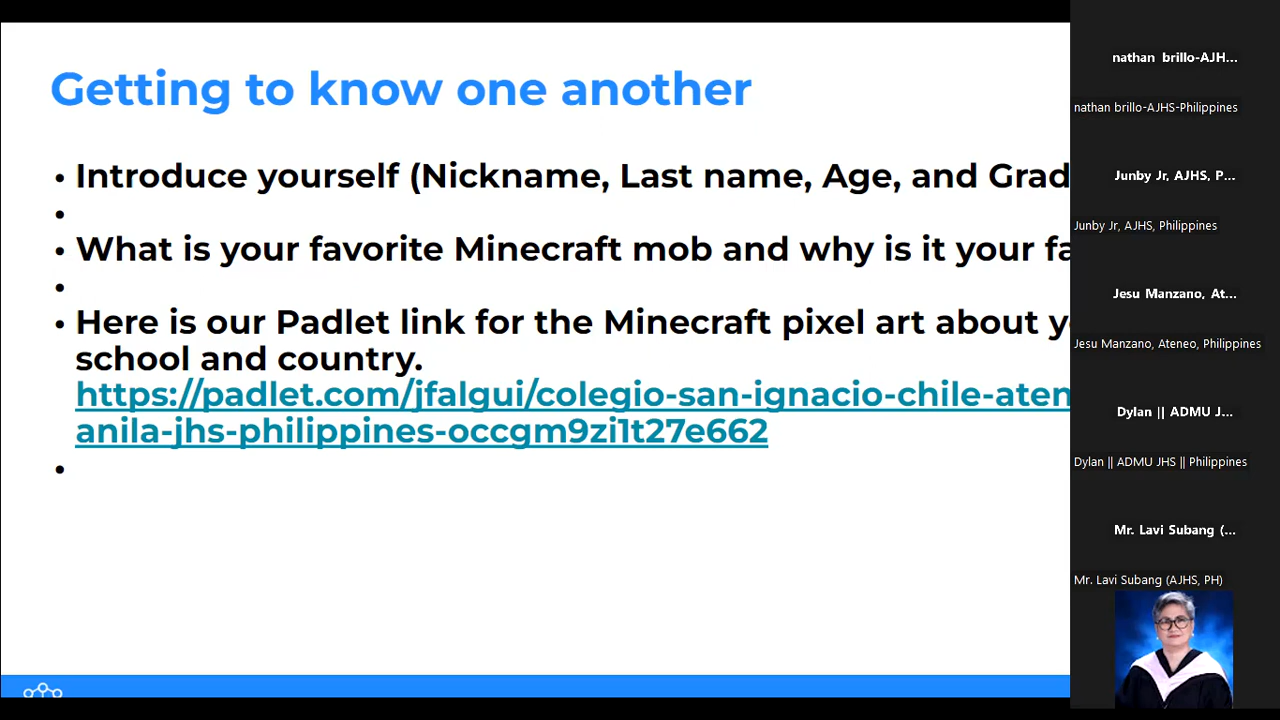 Getting to know one another
• Introduce yourself (Nickname, Last name, Age, and Grad
•
• What is your favorite Minecraft mob and why is it your fa
•
• Here is our Padlet link for the Minecraft pixel art about y
school and country.
https://padlet.com/jfalgui/colegio-san-ignacio-chile-aten
anila-jhs-philippines-occgm9zi1t27e662
•
nathan brillo-AJH...
nathan brillo-AJHS-Philippines
Junby Jr, AJHS, P...
Junby Jr, AJHS, Philippines
Jesu Manzano, At...
Jesu Manzano, Ateneo, Philippines
Dylan || ADMU J...
Dylan || ADMU JHS || Philippines
Mr. Lavi Subang (...
Mr. Lavi Subang (AJHS, PH)